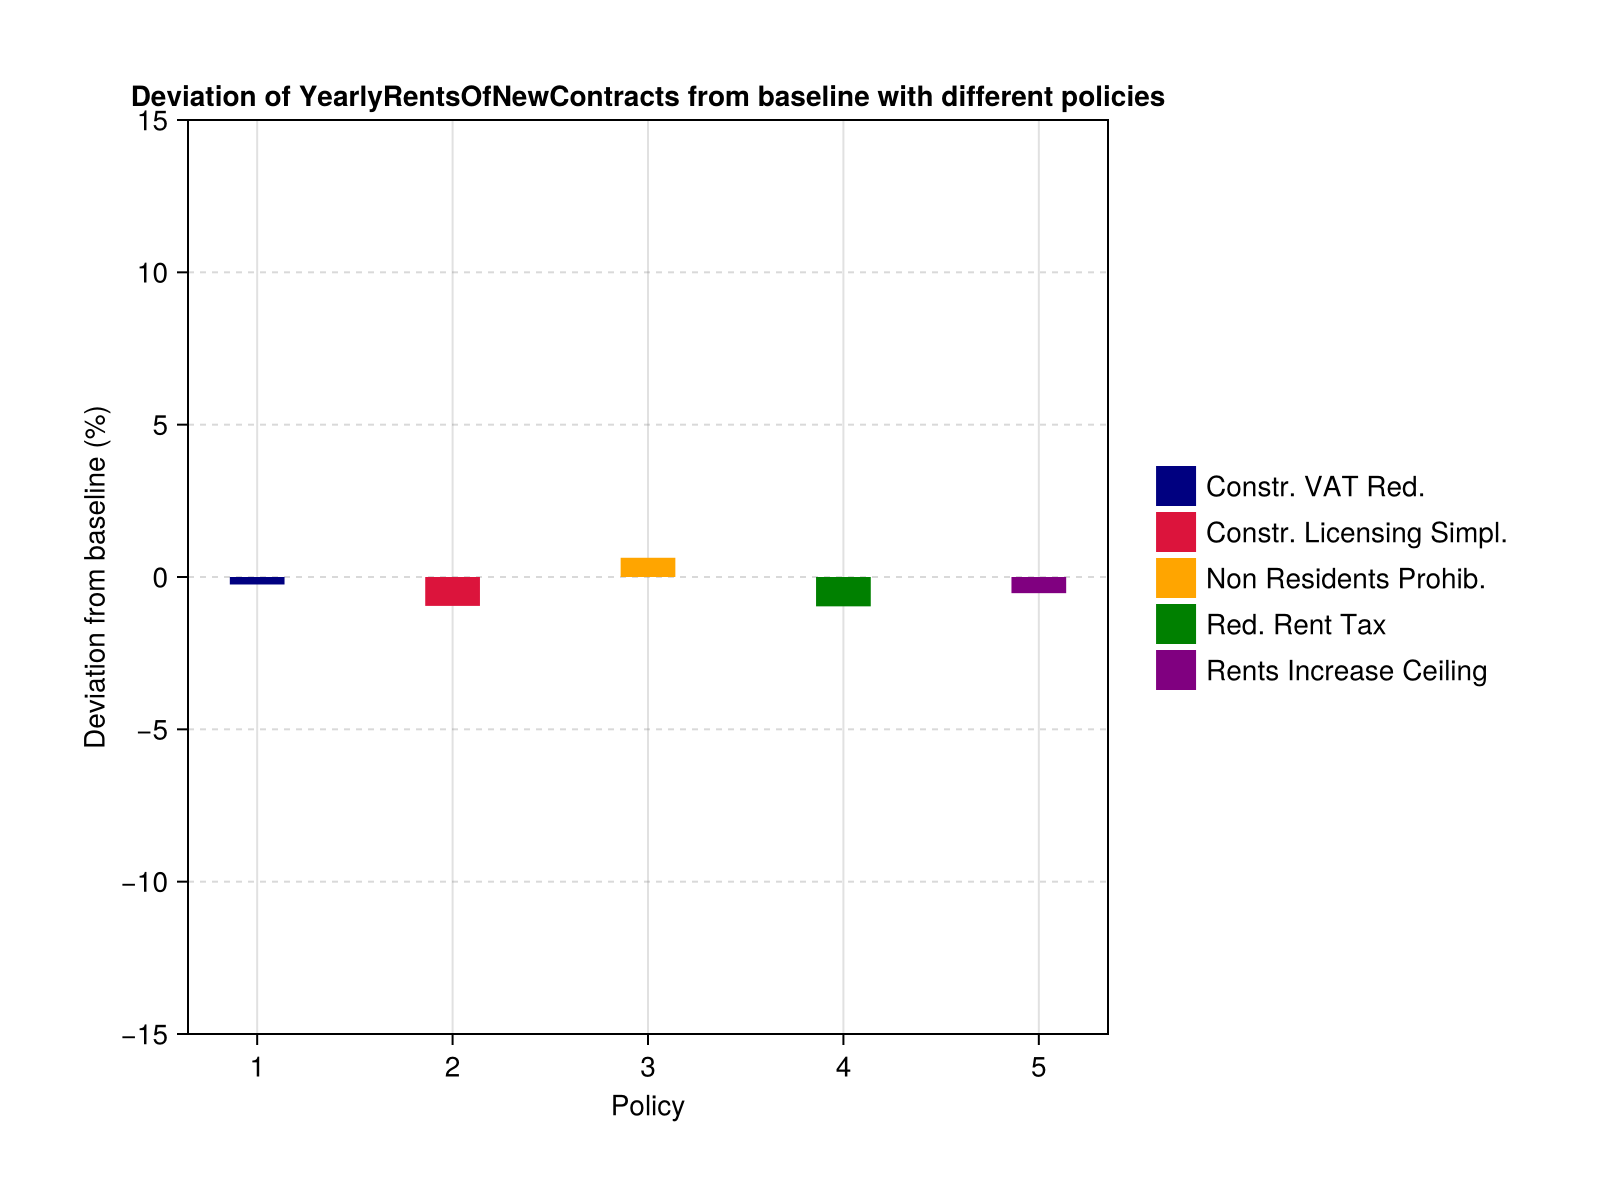 Deviation of YearlyRentsOfNewContracts from baseline with different policies
15
10
5
0
−5
−10
−15
Deviation from baseline (%)
1 2 3 4 5
Policy
Constr. VAT Red.
Constr. Licensing Simpl.
Non Residents Prohib.
Red. Rent Tax
Rents Increase Ceiling